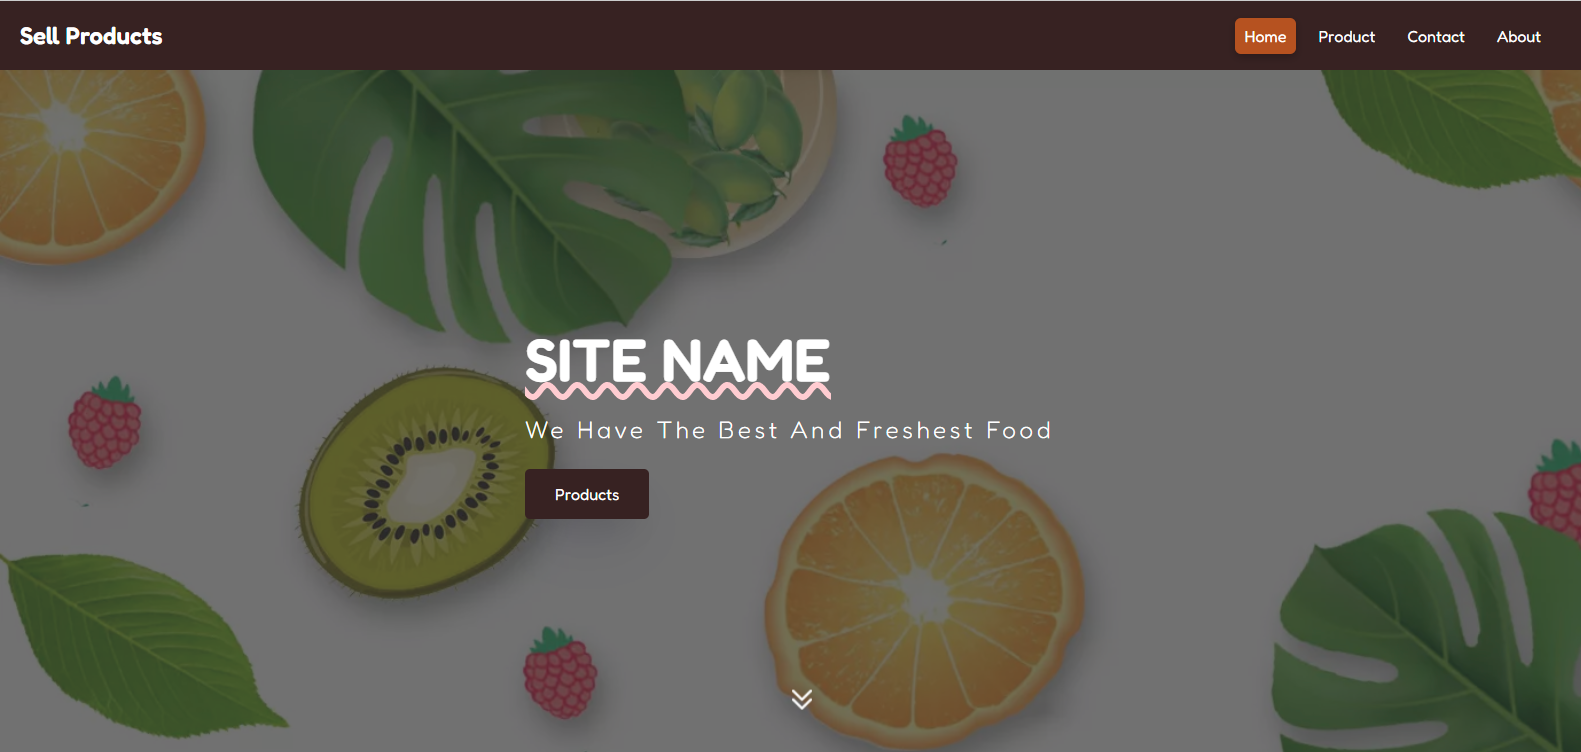 Sell Products
Home Product Contact About
SITE NAME
We Have The Best And Freshest Food
Products